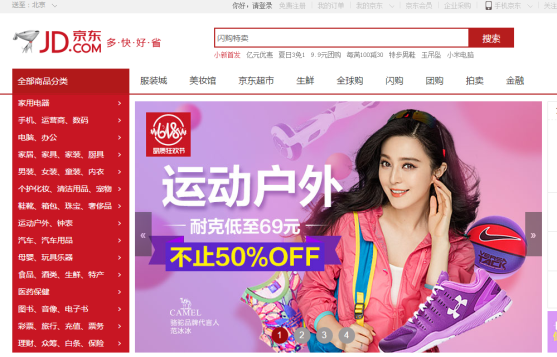 送至：北京
你好，请登录 免费注册 我的订单 我的京东 京东会员 企业采购 手机京东 关注
JD.COM 京东 多·快·好·省
闪购特卖 搜索
小新首发 亿元优惠 夏日3免1 9.9元团购 每满100减30 特步男鞋 玉吊坠 小米电脑
全部商品分类 服装城 美妆馆 京东超市 生鲜 全球购 闪购 团购 拍卖 金融
家用电器
手机、运营商、数码
电脑、办公
家居、家具、家装、厨具
男装、女装、童装、内衣
个护化妆、清洁用品、宠物
鞋靴、箱包、珠宝、奢侈品
运动户外、钟表
汽车、汽车用品
母婴、玩具乐器
食品、酒类、生鲜、特产
医药保健
图书、音像、电子书
彩票、旅行、充值、票务
理财、众筹、白条、保险
618
运动户外
耐克低至69元
不止50%OFF
CAMEL
骆驼品牌代言人
范冰冰
1 2 3 4